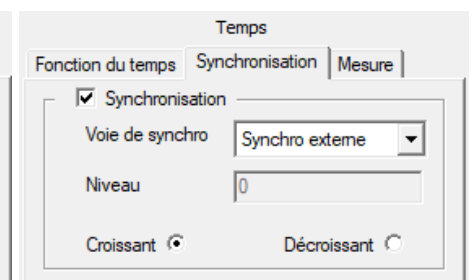 Temps
Fonction du temps Synchronisation Mesure
Synchronisation
Voie de synchro Synchro externe
Niveau 0
Croissant Décroissant